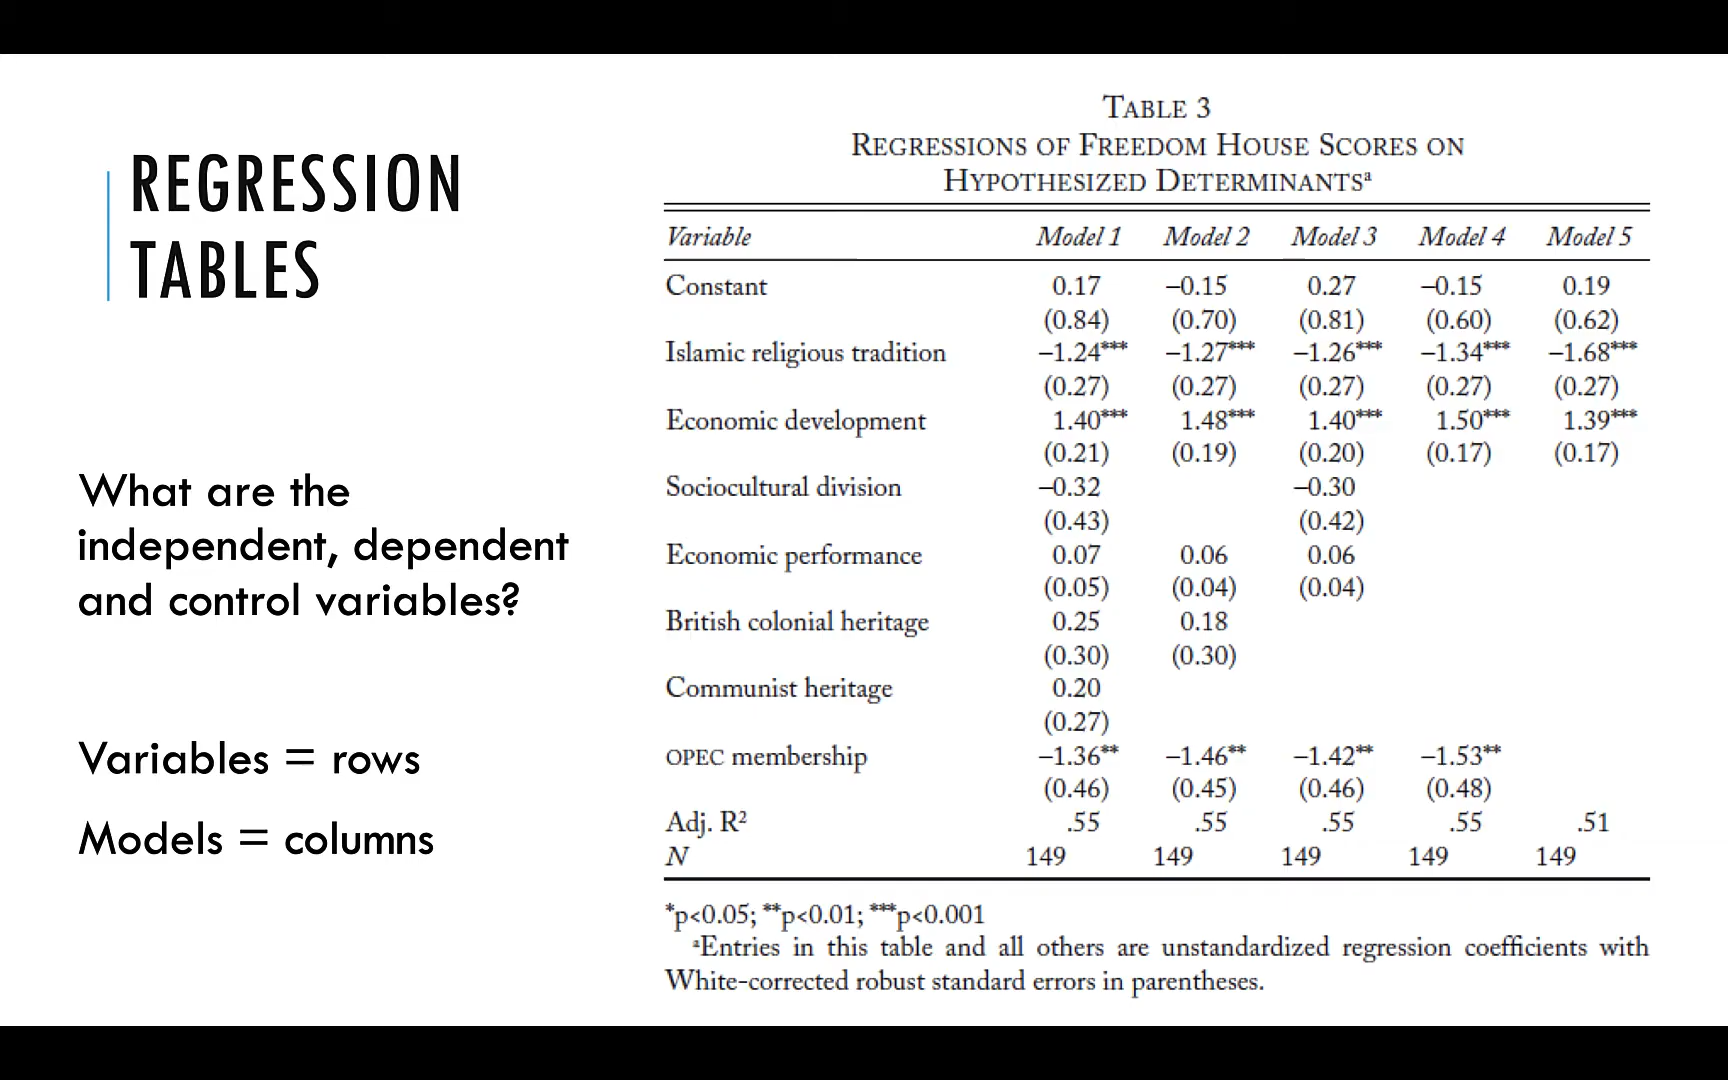 REGRESSION
TABLES
What are the
independent, dependent
and control variables?
Variables = rows
Models = columns
TABLE 3
REGRESSIONS OF FREEDOM HOUSE SCORES ON
HYPOTHESIZED DETERMINANTSᵃ
Variable Model 1 Model 2 Model 3 Model 4 Model 5
Constant 0.17 –0.15 0.27 –0.15 0.19
(0.84) (0.70) (0.81) (0.60) (0.62)
Islamic religious tradition –1.24*** –1.27*** –1.26*** –1.34*** –1.68***
(0.27) (0.27) (0.27) (0.27) (0.27)
Economic development 1.40*** 1.48*** 1.40*** 1.50*** 1.39***
(0.21) (0.19) (0.20) (0.17) (0.17)
Sociocultural division –0.32 –0.30
(0.43) (0.42)
Economic performance 0.07 0.06 0.06
(0.05) (0.04) (0.04)
British colonial heritage 0.25 0.18
(0.30) (0.30)
Communist heritage 0.20
(0.27)
OPEC membership –1.36** –1.46** –1.42** –1.53**
(0.46) (0.45) (0.46) (0.48)
Adj. R² .55 .55 .55 .55 .51
N 149 149 149 149 149
*p<0.05; **p<0.01; ***p<0.001
ᵃEntries in this table and all others are unstandardized regression coefficients with
White-corrected robust standard errors in parentheses.